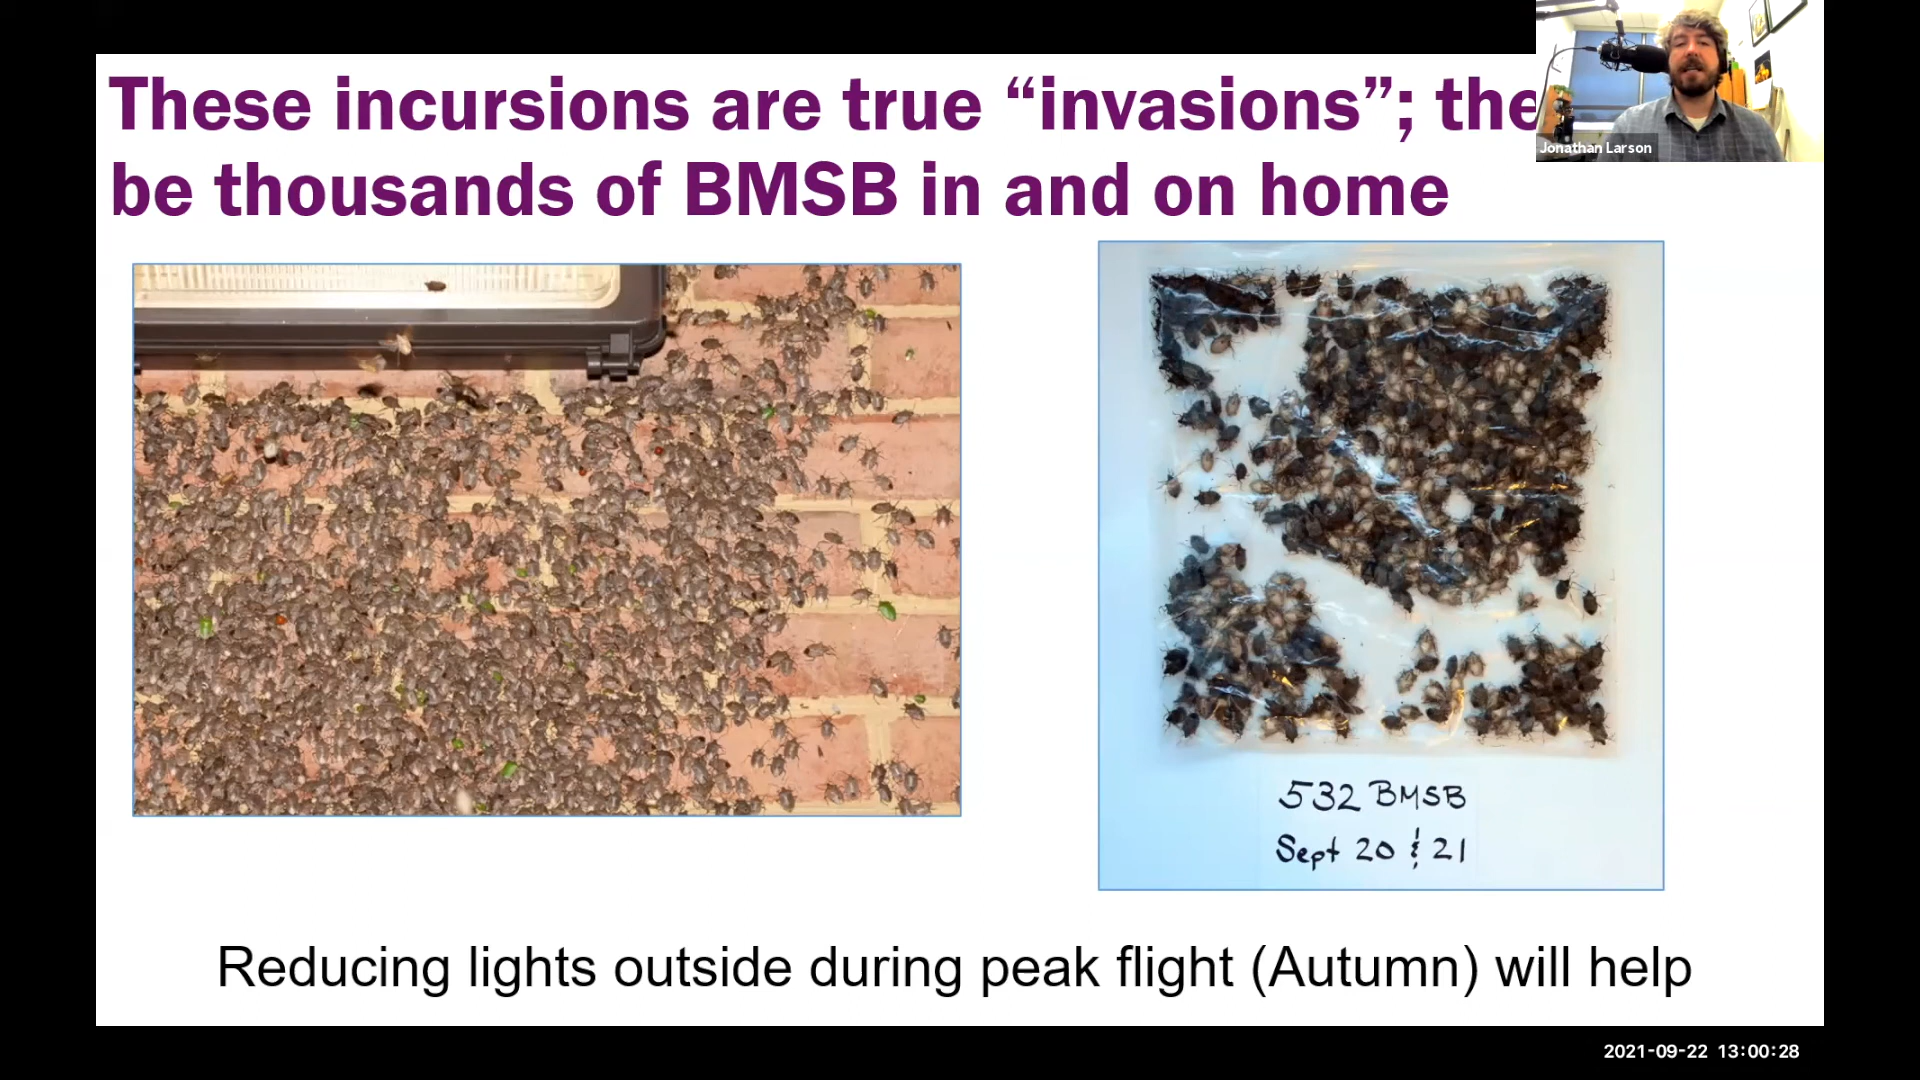 These incursions are true “invasions”; the
be thousands of BMSB in and on home
Jonathan Larson
532 BMSB
Sept 20 & 21
Reducing lights outside during peak flight (Autumn) will help
2021-09-22 13:00:28